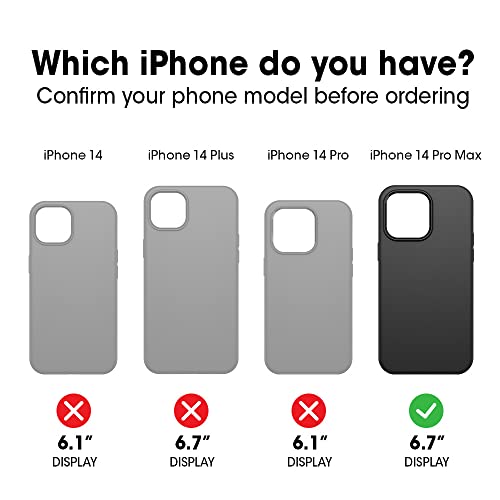 Which iPhone do you have?
Confirm your phone model before ordering
iPhone 14 iPhone 14 Plus iPhone 14 Pro iPhone 14 Pro Max
6.1” 6.7” 6.1” 6.7”
DISPLAY DISPLAY DISPLAY DISPLAY